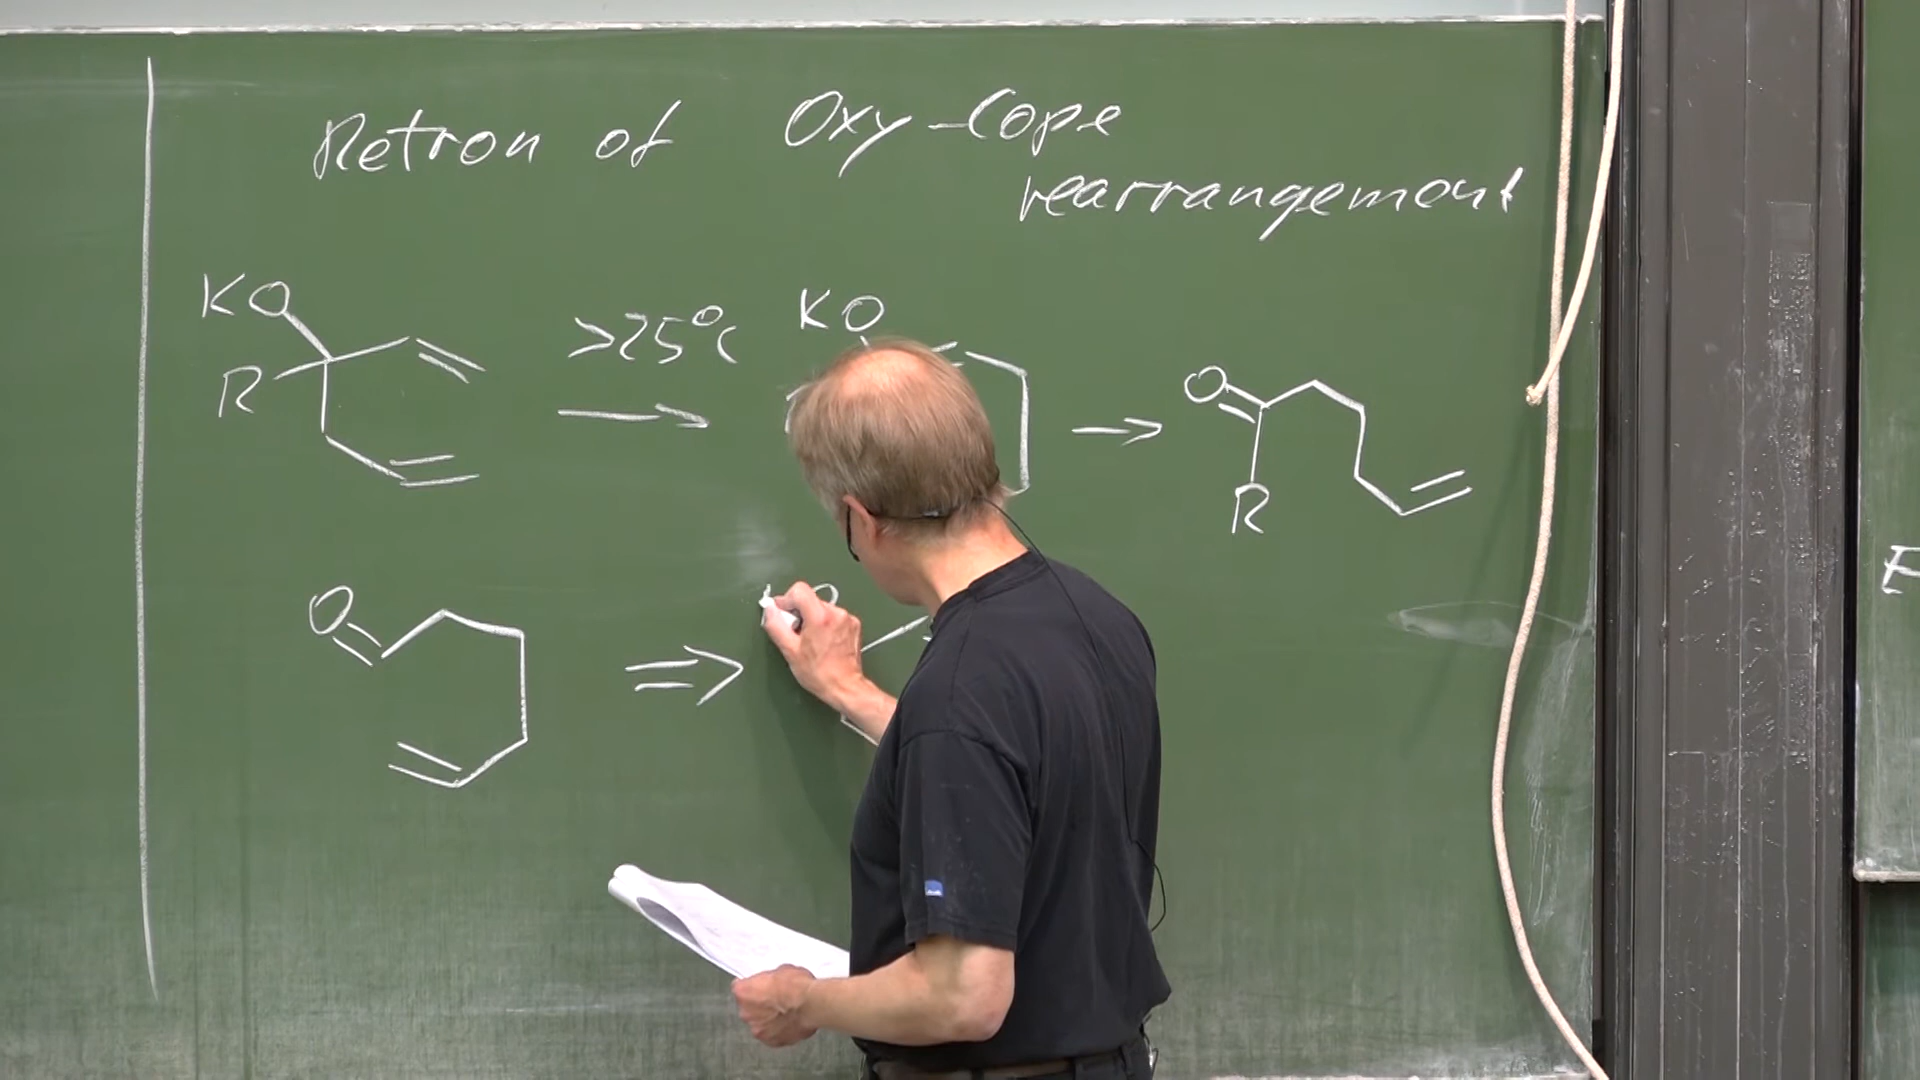 Retron of Oxy-Cope
rearrangement
KO
R
>25°C
KO
O
R
O
O